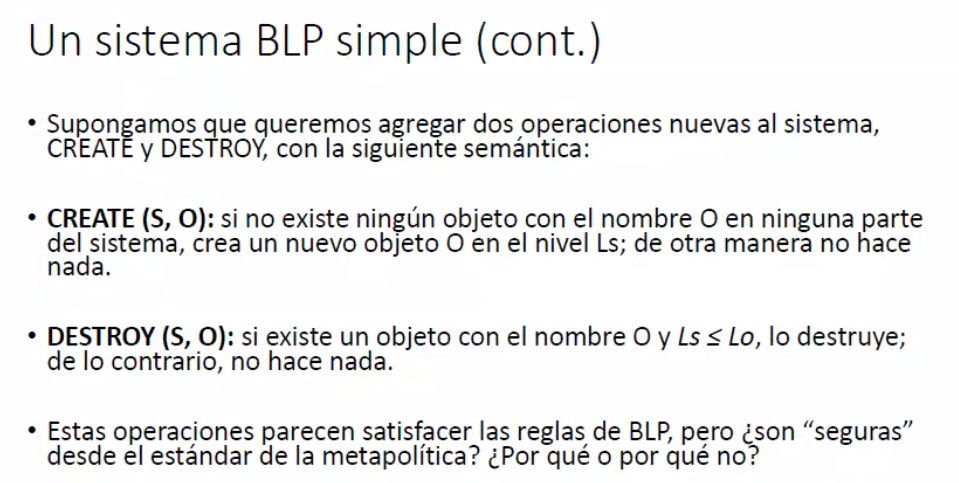 Un sistema BLP simple (cont.)
• Supongamos que queremos agregar dos operaciones nuevas al sistema,
CREATE y DESTROY, con la siguiente semántica:
• CREATE (S, O): si no existe ningún objeto con el nombre O en ninguna parte
del sistema, crea un nuevo objeto O en el nivel Ls; de otra manera no hace
nada.
• DESTROY (S, O): si existe un objeto con el nombre O y Ls ≤ Lo, lo destruye;
de lo contrario, no hace nada.
• Estas operaciones parecen satisfacer las reglas de BLP, pero ¿son “seguras”
desde el estándar de la metapolítica? ¿Por qué o por qué no?